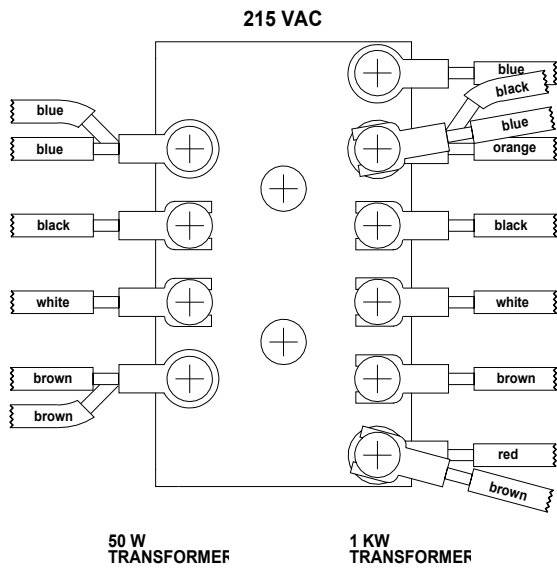 215 VAC
blue
black
blue
blue
blue
orange
black
black
white
white
brown
brown
brown
red
brown
50 W
TRANSFORMER
1 KW
TRANSFORMER